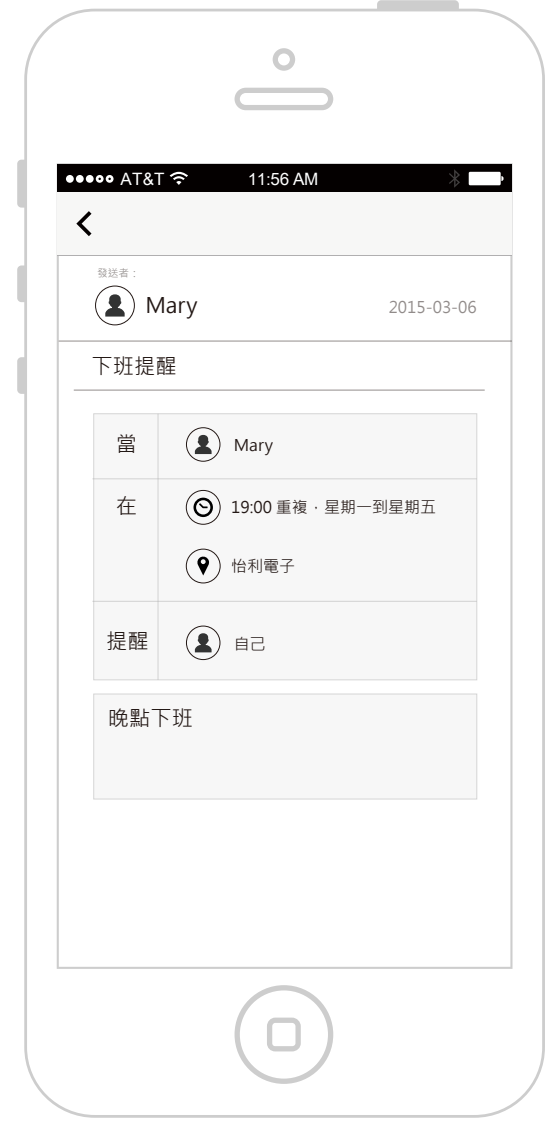 AT&T 11:56 AM
發送者：
Mary 2015-03-06
下班提醒
當 Mary
在 19:00 重複．星期一到星期五
怡利電子
提醒 自己
晚點下班